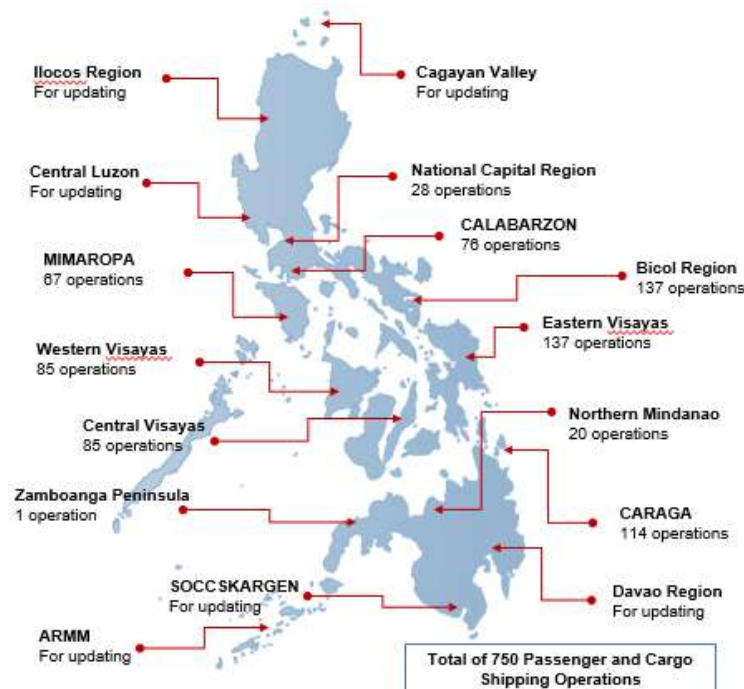 Ilocos Region
For updating
Cagayan Valley
For updating
Central Luzon
For updating
National Capital Region
28 operations
CALABARZON
76 operations
MIMAROPA
67 operations
Bicol Region
137 operations
Eastern Visayas
137 operations
Western Visayas
85 operations
Central Visayas
85 operations
Northern Mindanao
20 operations
Zamboanga Peninsula
1 operation
CARAGA
114 operations
SOCCSKARGEN
For updating
Davao Region
For updating
ARMM
For updating
Total of 750 Passenger and Cargo
Shipping Operations